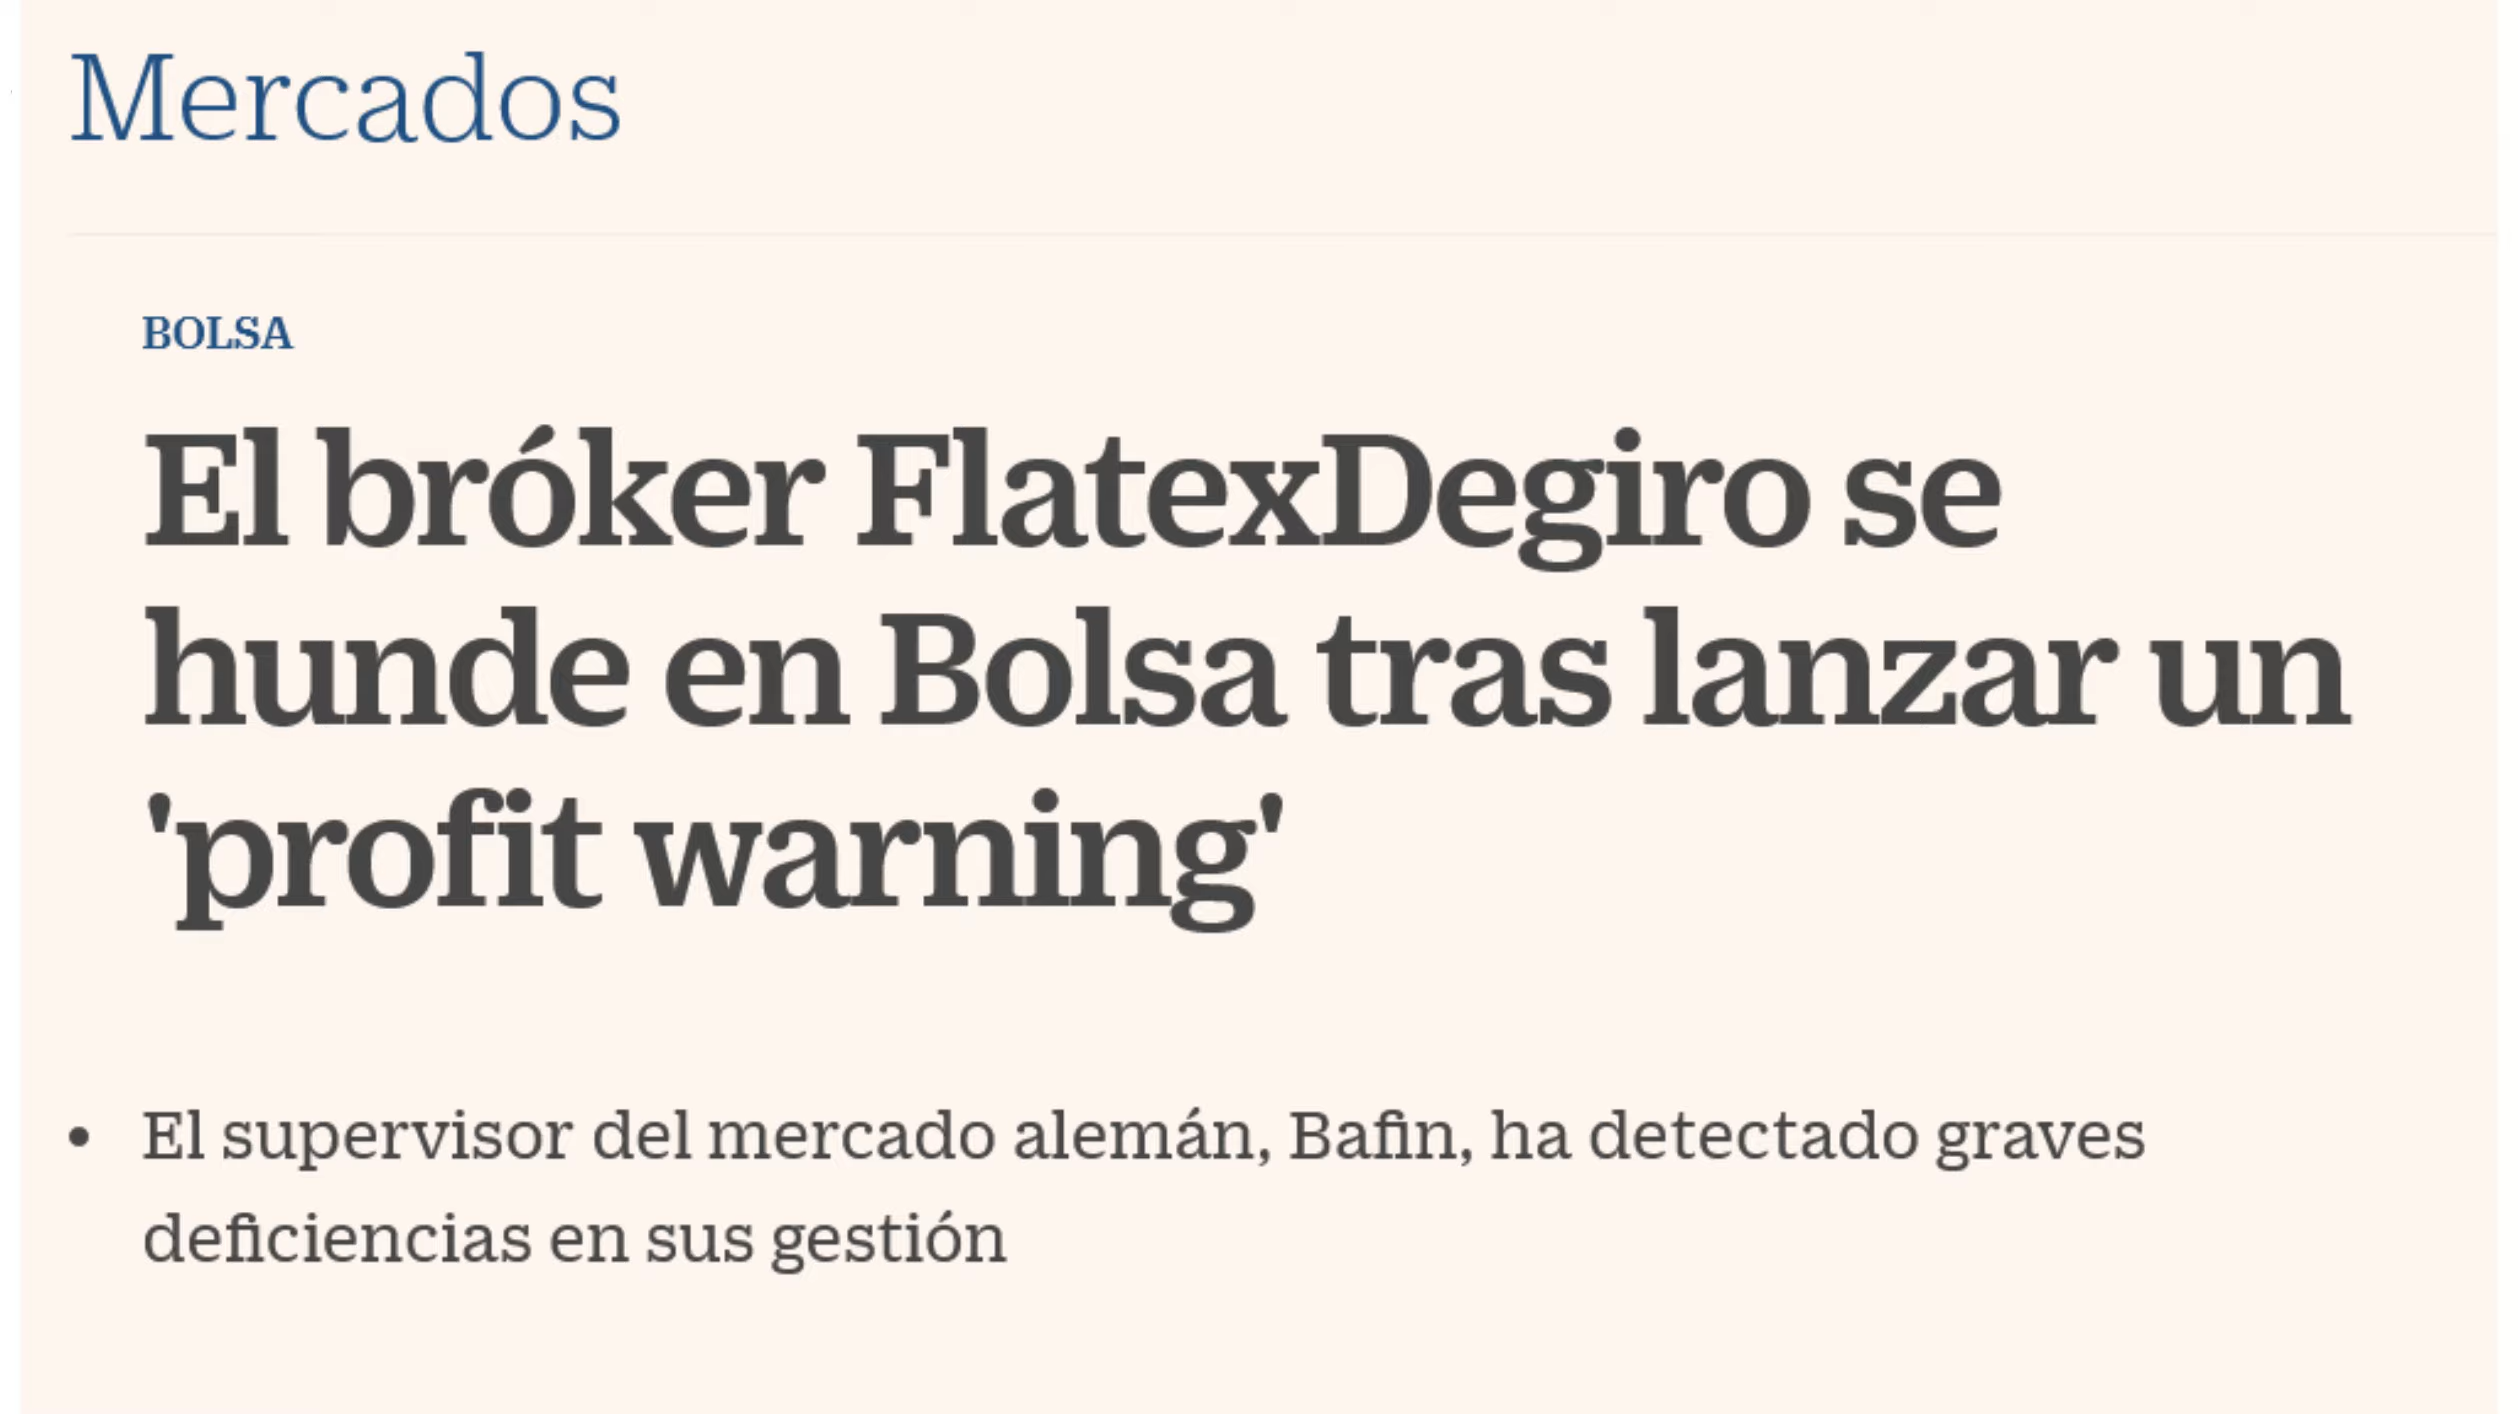 Mercados
BOLSA
El bróker FlatexDegiro se
hunde en Bolsa tras lanzar un
'profit warning'
• El supervisor del mercado alemán, Bafin, ha detectado graves
deficiencias en sus gestión